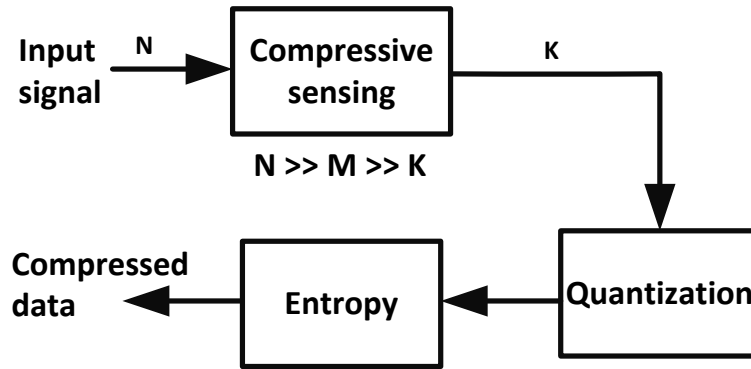 Input
signal
N
Compressive
sensing
K
N >> M >> K
Quantization
Entropy
Compressed
data